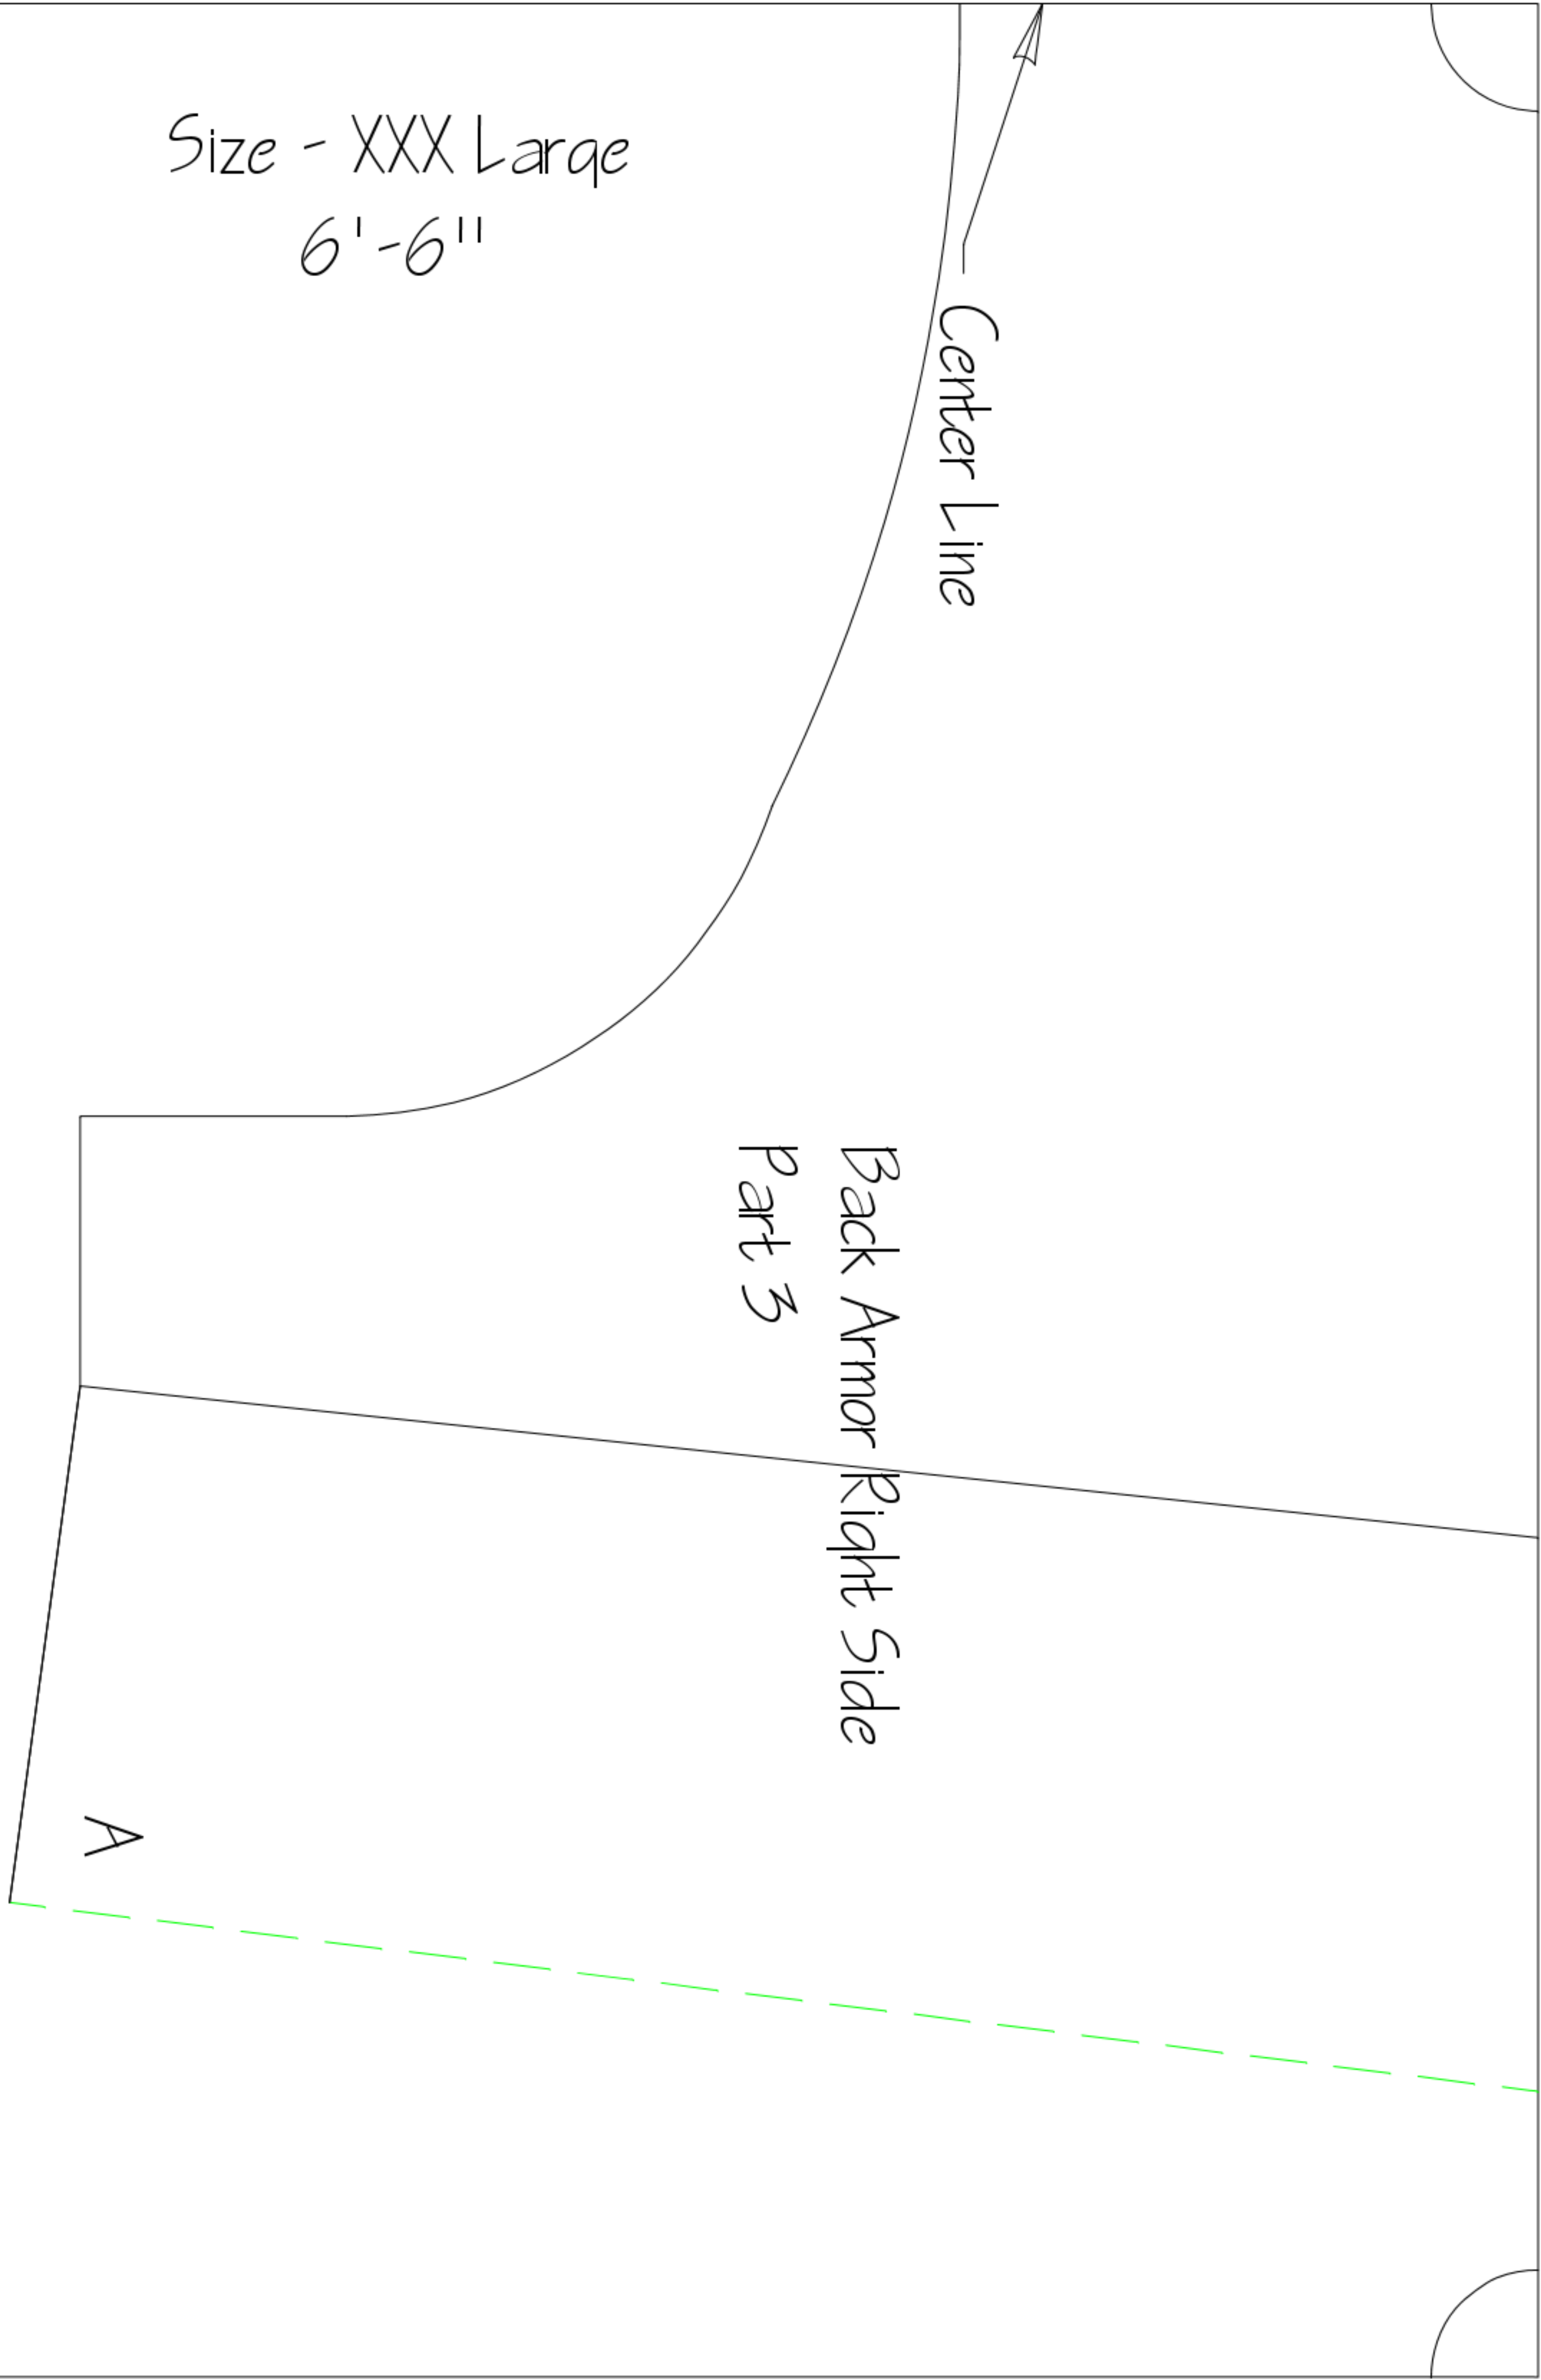 Size - XXX Large
6'-6"
Center Line
Back Armor Right Side
Part 3
A